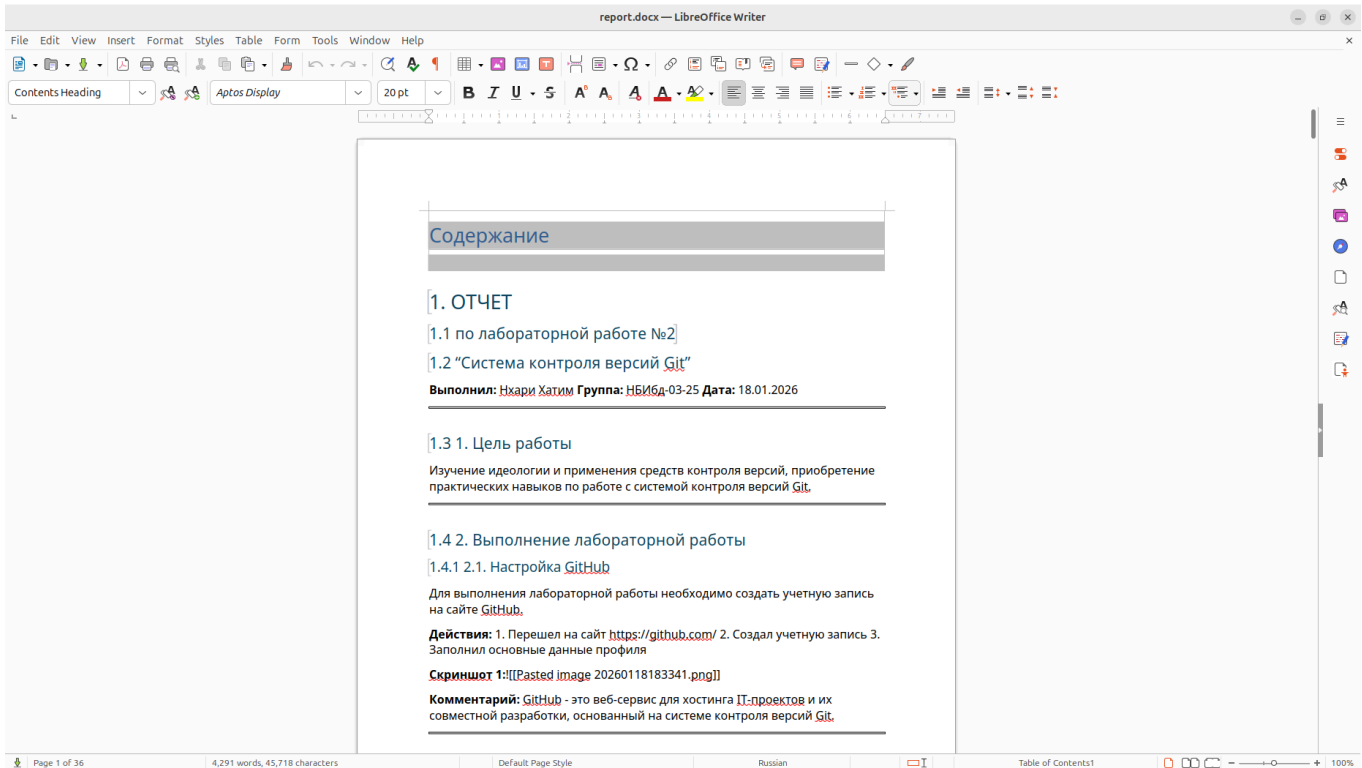 report.docx — LibreOffice Writer
File Edit View Insert Format Styles Table Form Tools Window Help
Contents Heading Aptos Display 20 pt
1 2 3 4 5 6 7
Содержание
1. ОТЧЕТ
1.1 по лабораторной работе №2
1.2 “Система контроля версий Git”
Выполнил: Нхари Хатим Группа: НБИбд-03-25 Дата: 18.01.2026
1.3 1. Цель работы
Изучение идеологии и применения средств контроля версий, приобретение
практических навыков по работе с системой контроля версий Git.
1.4 2. Выполнение лабораторной работы
1.4.1 2.1. Настройка GitHub
Для выполнения лабораторной работы необходимо создать учетную запись
на сайте GitHub.
Действия: 1. Перешел на сайт https://github.com/ 2. Создал учетную запись 3.
Заполнил основные данные профиля
Скриншот 1:![[Pasted image 20260118183341.png]]
Комментарий: GitHub - это веб-сервис для хостинга IT-проектов и их
совместной разработки, основанный на системе контроля версий Git.
Page 1 of 36 4,291 words, 45,718 characters Default Page Style Russian Table of Contents1 100%